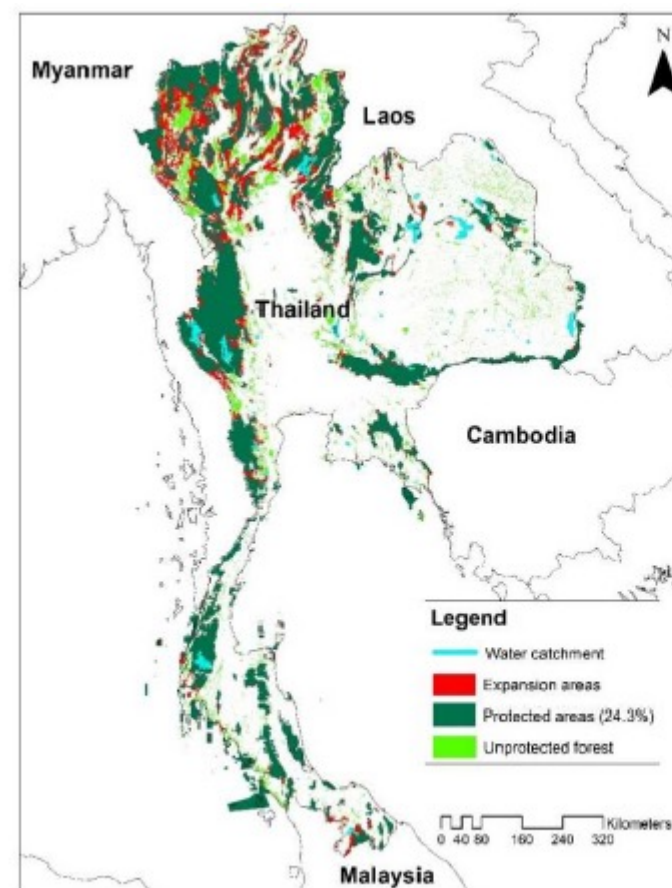 N
Myanmar
Laos
Thailand
Cambodia
Legend
Water catchment
Expansion areas
Protected areas (24.3%)
Unprotected forest
Kilometers
0 40 80 160 240 320
Malaysia